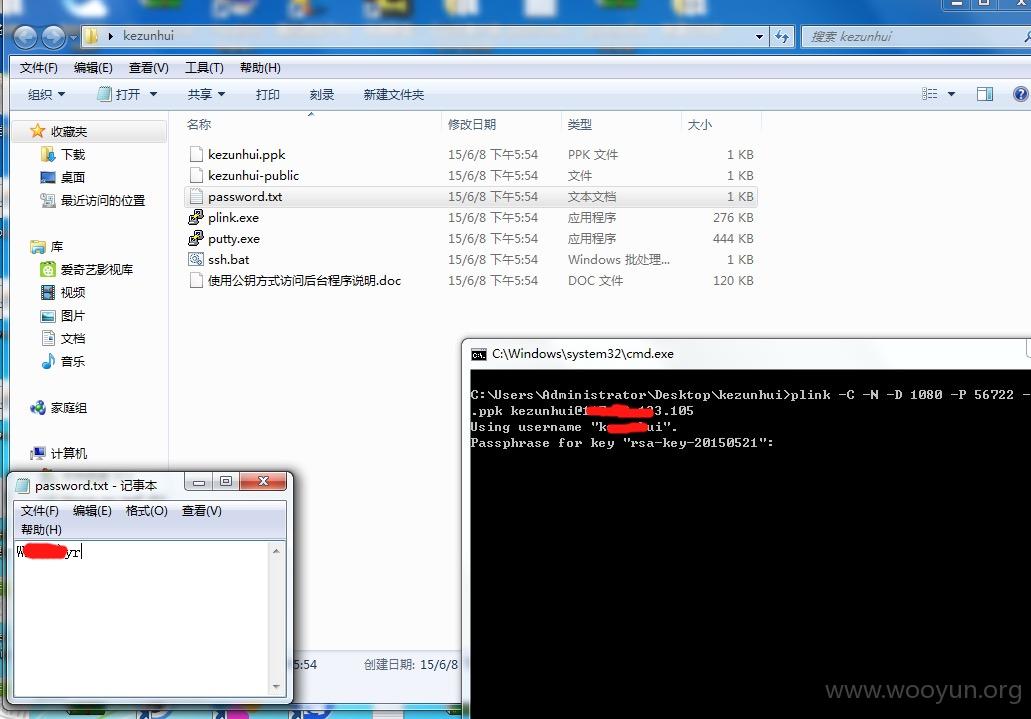 kezunhui
搜索 kezunhui
文件(F) 编辑(E) 查看(V) 工具(T) 帮助(H)
组织 打开 共享 打印 刻录 新建文件夹
名称 修改日期 类型 大小
收藏夹
下载
桌面
最近访问的位置
库
爱奇艺影视库
视频
图片
文档
音乐
家庭组
计算机
kezunhui.ppk 15/6/8 下午5:54 PPK 文件 1 KB
kezunhui-public 15/6/8 下午5:54 文件 1 KB
password.txt 15/6/8 下午5:54 文本文档 1 KB
plink.exe 15/6/8 下午5:54 应用程序 276 KB
putty.exe 15/6/8 下午5:54 应用程序 444 KB
ssh.bat 15/6/8 下午5:54 Windows 批处理... 1 KB
使用公钥方式访问后台程序说明.doc 15/6/8 下午5:54 DOC 文件 120 KB
C:\Windows\system32\cmd.exe
C:\Users\Administrator\Desktop\kezunhui>plink -C -N -D 1080 -P 56722 -
.ppk kezunhui@1 3.105
Using username "k ui".
Passphrase for key "rsa-key-20150521":
password.txt - 记事本
文件(F) 编辑(E) 格式(O) 查看(V)
帮助(H)
W yr
5:54 创建日期: 15/6/8
www.wooyun.org